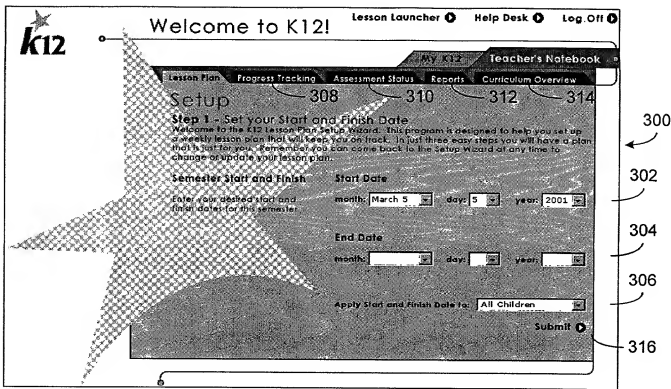 Welcome to K12! Lesson Launcher Help Desk Log.Off
k12
My K12 Teacher's Notebook
Lesson Plan Progress Tracking Assessment Status Reports Curriculum Overview
308 310 312 314
Setup
Step 1 - Set your Start and Finish Date
Welcome to the K12 Lesson Plan Setup Wizard. This program is designed to help you set up
a weekly lesson plan that will keep you on track. In just three easy steps you will have a plan
that is just for you. Remember you can come back to the Setup Wizard at any time to
change or update your lesson plan.
300
Semester Start and Finish Start Date
Enter your desired start and
finish dates for this semester
month: March 5 day: 5 year: 2001
302
End Date
304
month: day: year:
306
Apply Start and Finish Date to: All Children
Submit
316